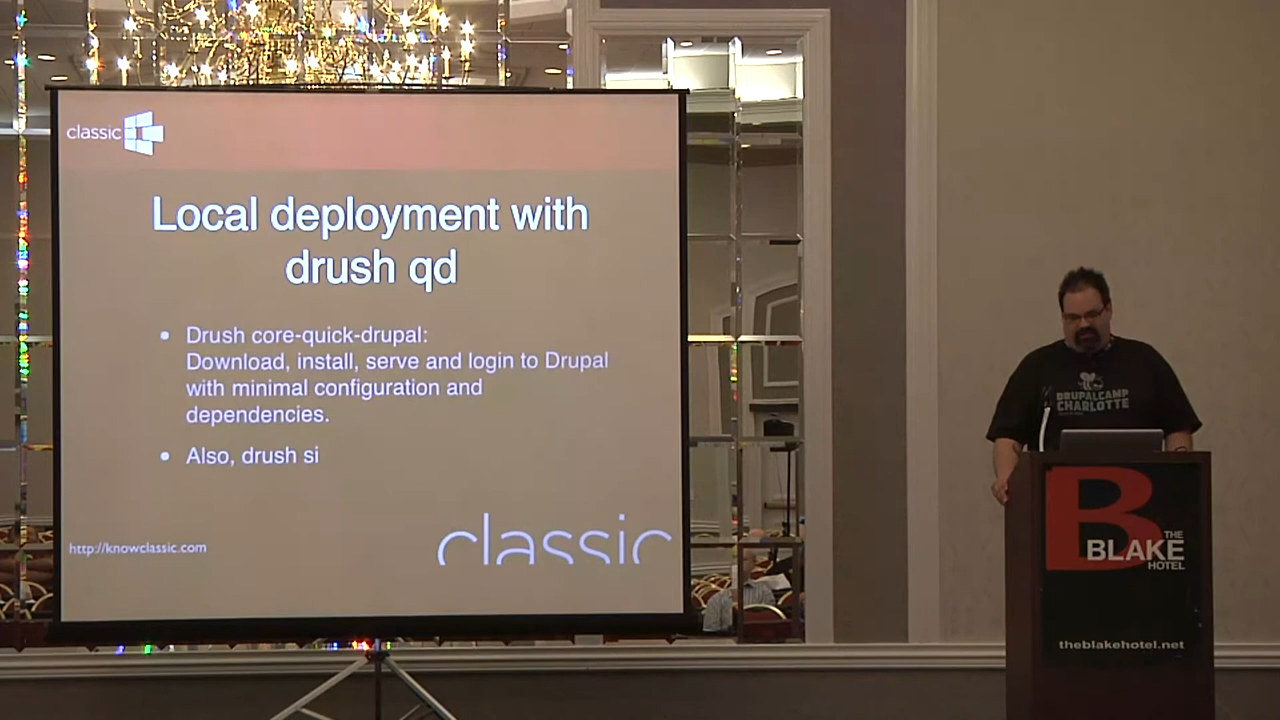 classic
Local deployment with
drush qd
• Drush core-quick-drupal:
Download, install, serve and login to Drupal
with minimal configuration and
dependencies.
• Also, drush si
http://knowclassic.com
classic
DRUPALCAMP
CHARLOTTE
B
THE
BLAKE
HOTEL
theblakehotel.net